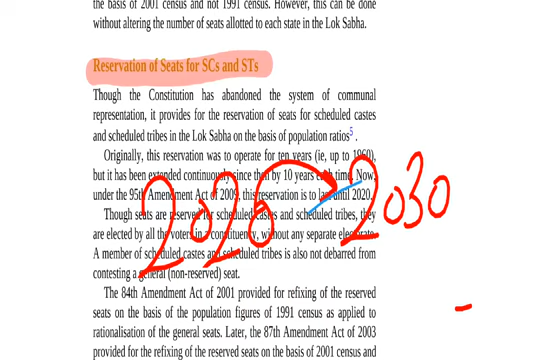 the basis of 2001 census and not 1991 census. However, this can be done
without altering the number of seats allotted to each state in the Lok Sabha.
Reservation of Seats for SCs and STs
Though the Constitution has abandoned the system of communal
representation, it provides for the reservation of seats for scheduled castes
and scheduled tribes in the Lok Sabha on the basis of population ratios5 .
Originally, this reservation was to operate for ten years (ie, up to 1960),
but it has been extended continuously since then by 10 years each time. Now,
under the 95th Amendment Act of 2009, this reservation is to last until 2020.
2020 2030
Though seats are reserved for scheduled castes and scheduled tribes, they
are elected by all the voters in a constituency, without any separate electorate.
A member of scheduled castes and scheduled tribes is also not debarred from
contesting a general (non-reserved) seat.
The 84th Amendment Act of 2001 provided for refixing of the reserved
seats on the basis of the population figures of 1991 census as applied to
rationalisation of the general seats. Later, the 87th Amendment Act of 2003
provided for the refixing of the reserved seats on the basis of 2001 census and